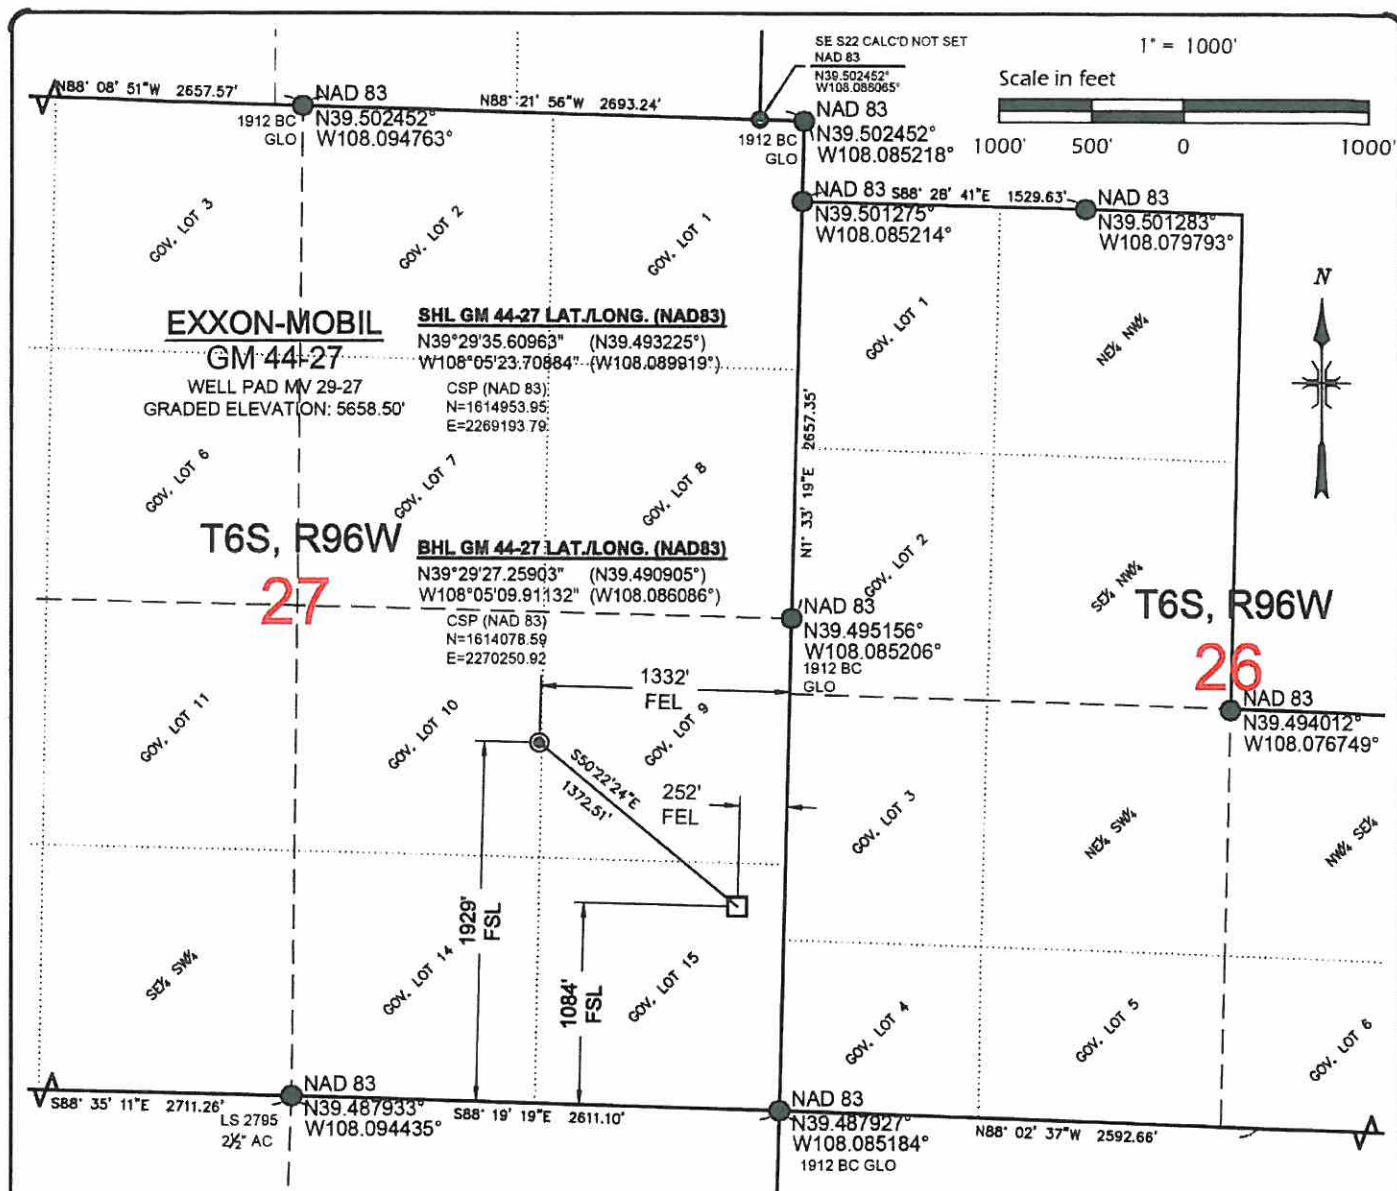 SE S22 CALC'D NOT SET
NAD 83
N39.502452°
W108.086065°
1" = 1000'
Scale in feet
1000' 500' 0 1000'
N88° 08' 51"W 2657.57'
NAD 83
N39.502452°
W108.094763°
1912 BC
GLO
N88° 21' 56"W 2693.24'
1912 BC
GLO
NAD 83
N39.502452°
W108.085218°
NAD 83
N39.501275°
W108.085214°
S88° 28' 41"E 1529.63'
NAD 83
N39.501283°
W108.079793°
GOV. LOT 3
GOV. LOT 2
GOV. LOT 1
GOV. LOT 1
NE¼ NW¼
N
EXXON-MOBIL
GM 44-27
WELL PAD MV 29-27
GRADED ELEVATION: 5658.50'
SHL GM 44-27 LAT./LONG. (NAD83)
N39°29'35.60963" (N39.493225°)
W108°05'23.70884" (W108.089919°)
CSP (NAD 83)
N=1614953.95
E=2269193.79
N1° 33' 19"E 2657.35'
GOV. LOT 6
GOV. LOT 7
GOV. LOT 8
GOV. LOT 2
SE¼ NW¼
T6S, R96W
27
BHL GM 44-27 LAT./LONG. (NAD83)
N39°29'27.25903" (N39.490905°)
W108°05'09.91132" (W108.086086°)
CSP (NAD 83)
N=1614078.59
E=2270250.92
NAD 83
N39.495156°
W108.085206°
1912 BC
GLO
T6S, R96W
26
NAD 83
N39.494012°
W108.076749°
1332'
FEL
GOV. LOT 11
GOV. LOT 10
GOV. LOT 9
S50°22'24"E
1372.51'
252'
FEL
GOV. LOT 3
NE¼ SW¼
NW¼ SE¼
1929'
FSL
1084'
FSL
SE¼ SW¼
GOV. LOT 14
GOV. LOT 15
GOV. LOT 4
GOV. LOT 5
GOV. LOT 6
S88° 35' 11"E 2711.26'
LS 2795
2½" AC
NAD 83
N39.487933°
W108.094435°
S88° 19' 19"E 2611.10'
NAD 83
N39.487927°
W108.085184°
1912 BC GLO
N88° 02' 37"W 2592.66'